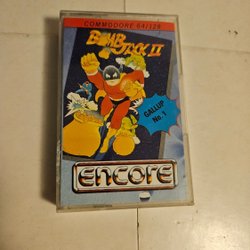 COMMODORE 64/128
BOMB
JACK II
GALLUP
No. 1
ENCORE